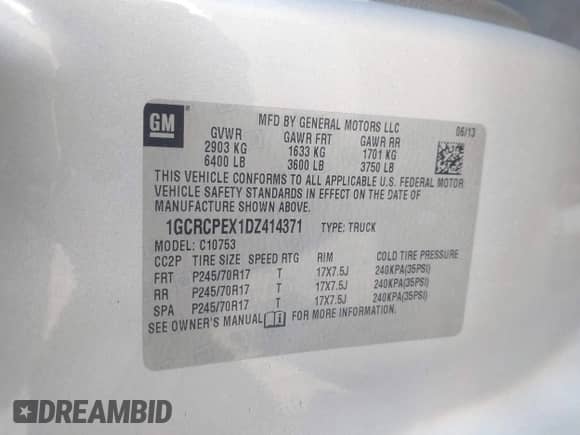 GM
MFD BY GENERAL MOTORS LLC 06/13
GVWR GAWR FRT GAWR RR
2903 KG 1633 KG 1701 KG
6400 LB 3600 LB 3750 LB
THIS VEHICLE CONFORMS TO ALL APPLICABLE U.S. FEDERAL MOTOR
VEHICLE SAFETY STANDARDS IN EFFECT ON THE DATE OF
MANUFACTURE SHOWN ABOVE.
1GCRCPEX1DZ414371 TYPE: TRUCK
MODEL: C10753
CC2P TIRE SIZE SPEED RTG RIM COLD TIRE PRESSURE
FRT P245/70R17 T 17X7.5J 240KPA(35PSI)
RR P245/70R17 T 17X7.5J 240KPA(35PSI)
SPA P245/70R17 T 17X7.5J 240KPA(35PSI)
SEE OWNER'S MANUAL FOR MORE INFORMATION.
DREAMBID